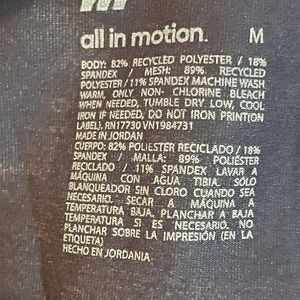 all in motion. M
BODY: 82% RECYCLED POLYESTER / 18%
SPANDEX / MESH: 89% RECYCLED
POLYESTER / 11% SPANDEX MACHINE WASH
WARM, ONLY NON- CHLORINE BLEACH
WHEN NEEDED, TUMBLE DRY LOW, COOL
IRON IF NEEDED, DO NOT IRON PRINT(ON
LABEL). RN17730 VN1984731
MADE IN JORDAN
CUERPO: 82% POLIÉSTER RECICLADO / 18%
SPANDEX / MALLA: 89% POLIÉSTER
RECICLADO / 11% SPANDEX LAVAR A
MÁQUINA CON AGUA TIBIA. SÓLO
BLANQUEADOR SIN CLORO CUANDO SEA
NECESARIO. SECAR A MÁQUINA A
TEMPERATURA BAJA, PLANCHAR A BAJA
TEMPERATURA SI ES NECESARIO. NO
PLANCHAR SOBRE LA IMPRESIÓN (EN LA
ETIQUETA)
HECHO EN JORDANIA.